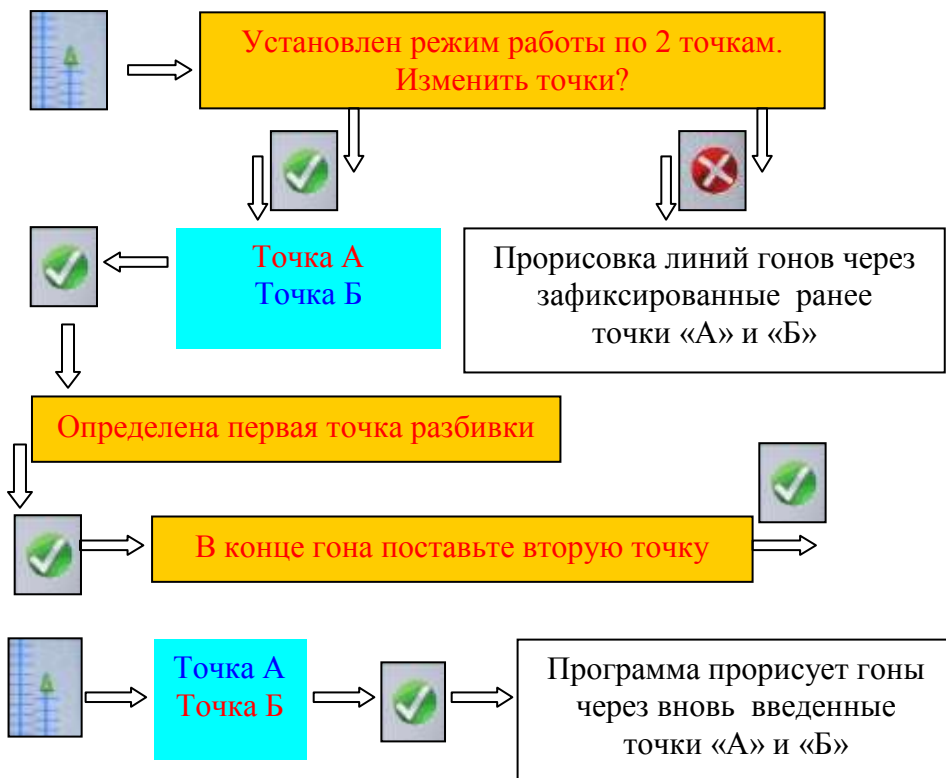 Установлен режим работы по 2 точкам.
Изменить точки?
Точка А
Точка Б
Прорисовка линий гонов через
зафиксированные ранее
точки «А» и «Б»
Определена первая точка разбивки
В конце гона поставьте вторую точку
Точка А
Точка Б
Программа прорисует гоны
через вновь введенные
точки «А» и «Б»